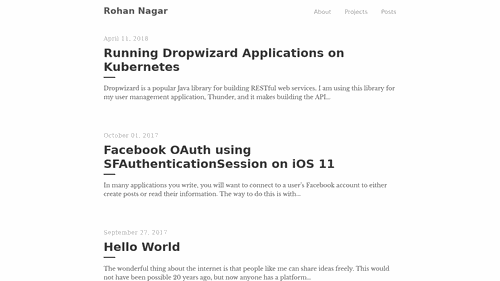 Rohan Nagar
About Projects Posts
April 11, 2018
Running Dropwizard Applications on
Kubernetes
Dropwizard is a popular Java library for building RESTful web services. I am using this library for
my user management application, Thunder, and it makes building the API...
October 01, 2017
Facebook OAuth using
SFAuthenticationSession on iOS 11
In many applications you write, you will want to connect to a user's Facebook account to either
create posts or read their information. The way to do this is with...
September 27, 2017
Hello World
The wonderful thing about the internet is that people like me can share ideas freely. This would
not have been possible 20 years ago, but now anyone has a platform...